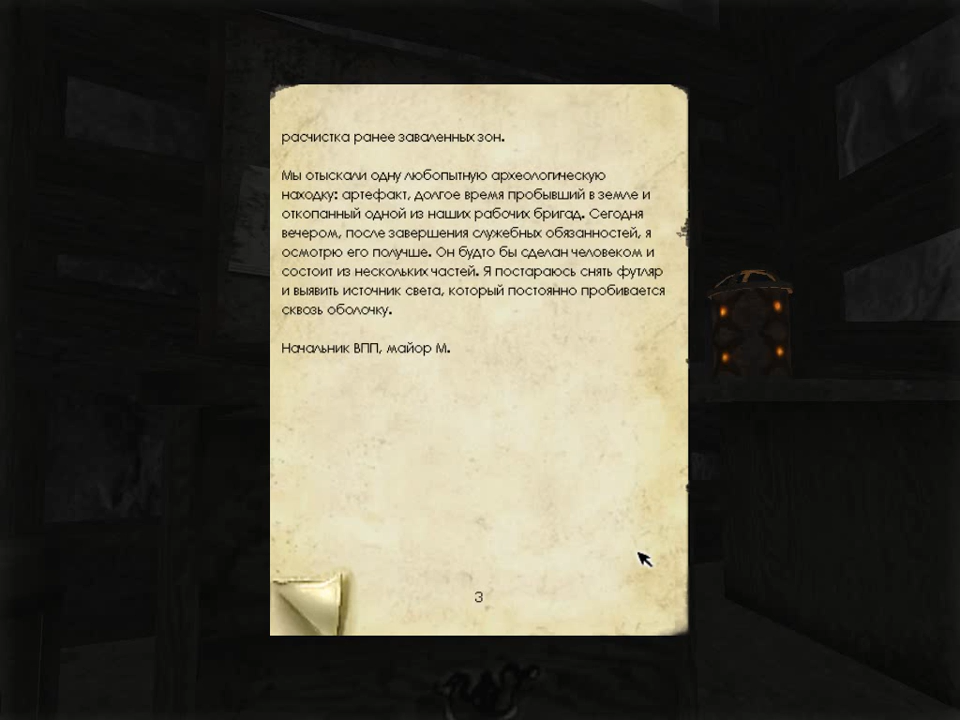 расчистка ранее заваленных зон.
Мы отыскали одну любопытную археологическую
находку: артефакт, долгое время пробывший в земле и
откопанный одной из наших рабочих бригад. Сегодня
вечером, после завершения служебных обязанностей, я
осмотрю его получше. Он будто бы сделан человеком и
состоит из нескольких частей. Я постараюсь снять футляр
и выявить источник света, который постоянно пробивается
сквозь оболочку.
Начальник ВПП, майор М.
3